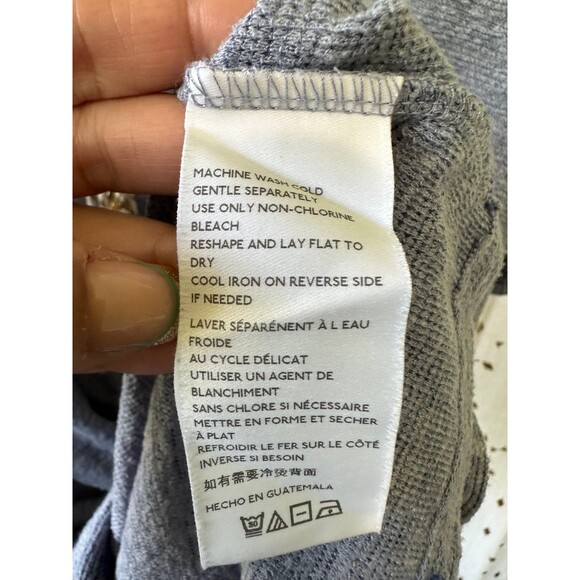 MACHINE WASH COLD
GENTLE SEPARATELY
USE ONLY NON-CHLORINE
BLEACH
RESHAPE AND LAY FLAT TO
DRY
COOL IRON ON REVERSE SIDE
IF NEEDED
LAVER SÉPARÉNENT À L EAU
FROIDE
AU CYCLE DÉLICAT
UTILISER UN AGENT DE
BLANCHIMENT
SANS CHLORE SI NÉCESSAIRE
METTRE EN FORME ET SECHER
À PLAT
REFROIDIR LE FER SUR LE CÔTÉ
INVERSE SI BESOIN
如有需要冷烫背面
HECHO EN GUATEMALA